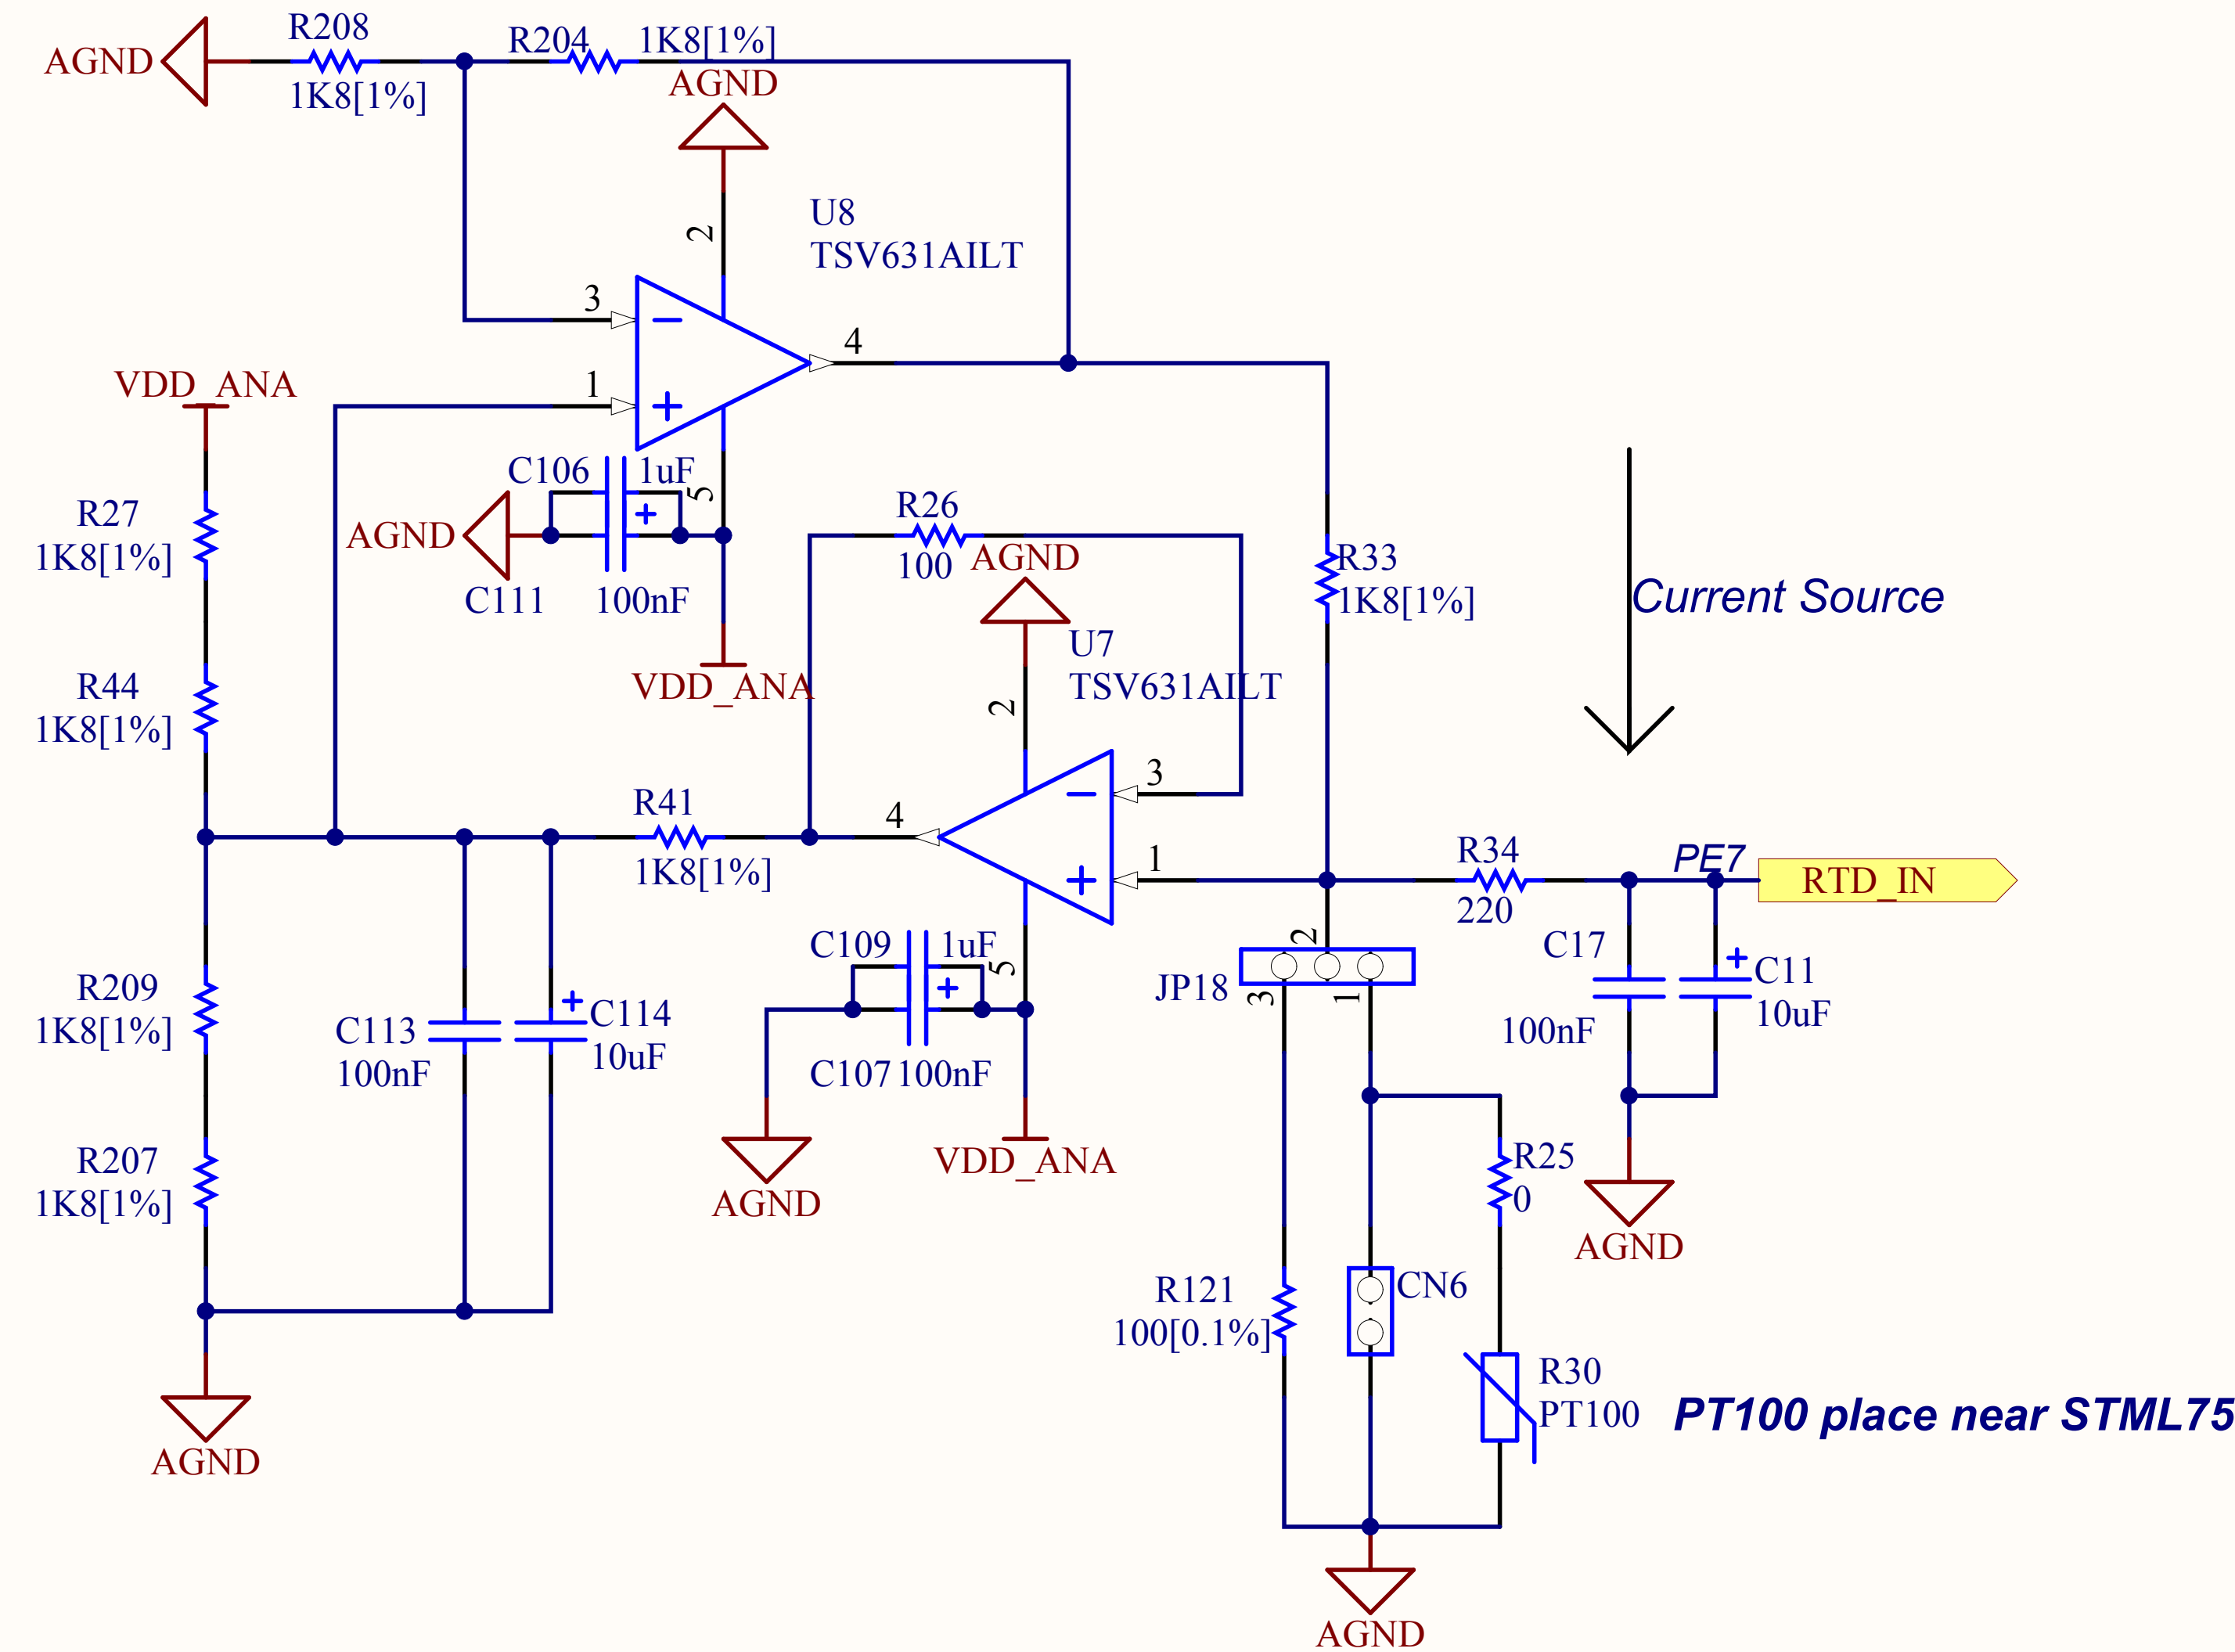 R208
R204
1K8[1%]
AGND
1K8[1%]
AGND
2
U8
TSV631AILT
3
4
1
VDD_ANA
C106
1uF
5
R27
1K8[1%]
AGND
R26
100
AGND
R33
1K8[1%]
Current Source
C111
100nF
U7
TSV631AILT
VDD_ANA
2
R44
1K8[1%]
3
R41
1K8[1%]
4
1
R34
220
PE7
RTD_IN
C109
1uF
5
2
JP18
3
1
C17
100nF
C11
10uF
R209
1K8[1%]
C113
100nF
C114
10uF
C107
100nF
VDD_ANA
AGND
R207
1K8[1%]
R25
0
AGND
R121
100[0.1%]
CN6
R30
PT100
PT100 place near STML75
AGND
AGND